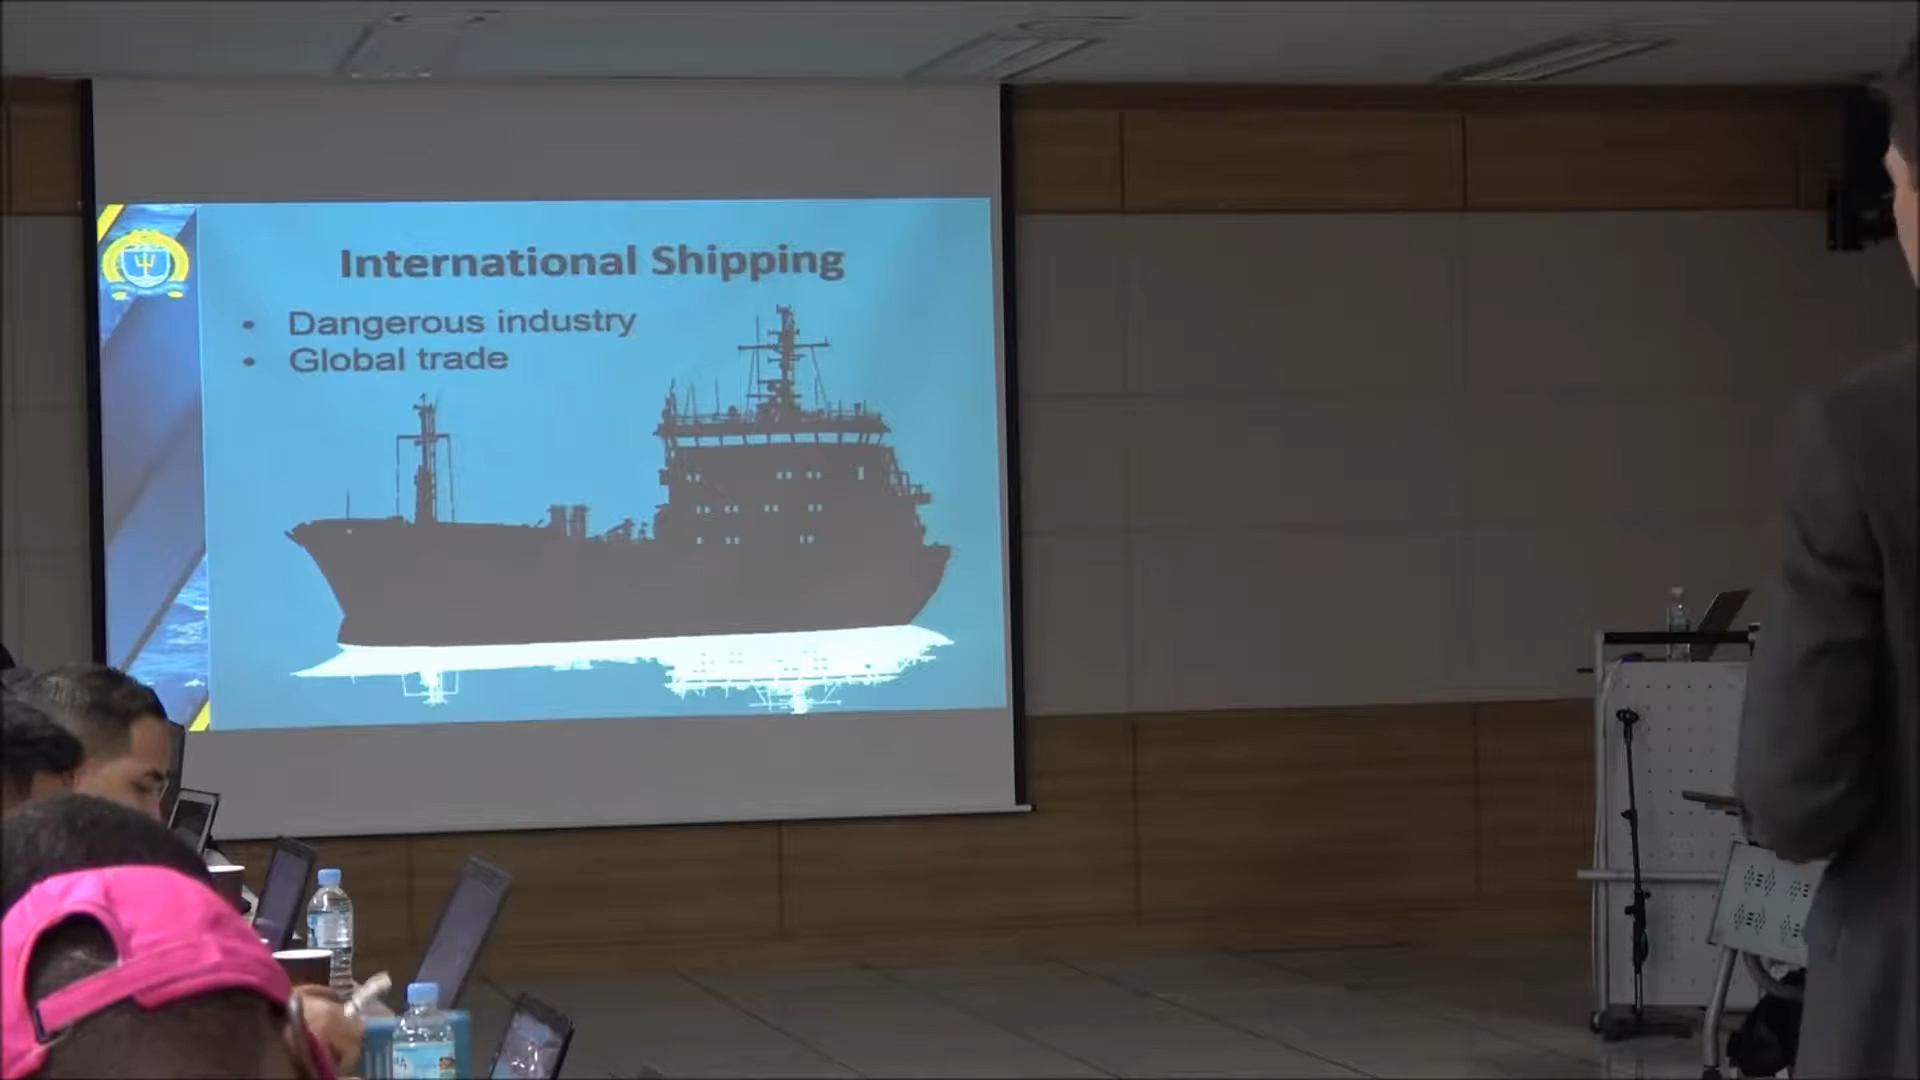 International Shipping
• Dangerous industry
• Global trade